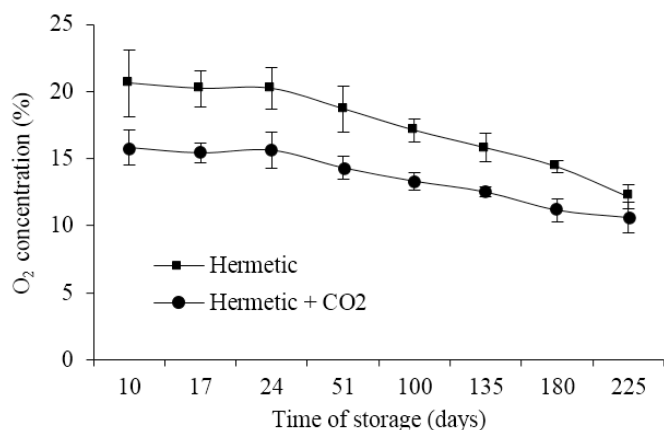 25
20
15
10
5
0
O₂ concentration (%)
Hermetic
Hermetic + CO2
10 17 24 51 100 135 180 225
Time of storage (days)